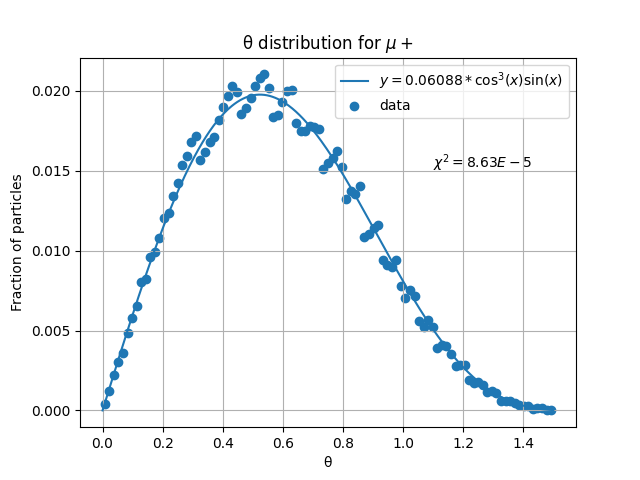 θ distribution for μ +
y = 0.06088 * cos³(x)sin(x)
data
χ² = 8.63E − 5
Fraction of particles
0.020
0.015
0.010
0.005
0.000
0.0 0.2 0.4 0.6 0.8 1.0 1.2 1.4
θ